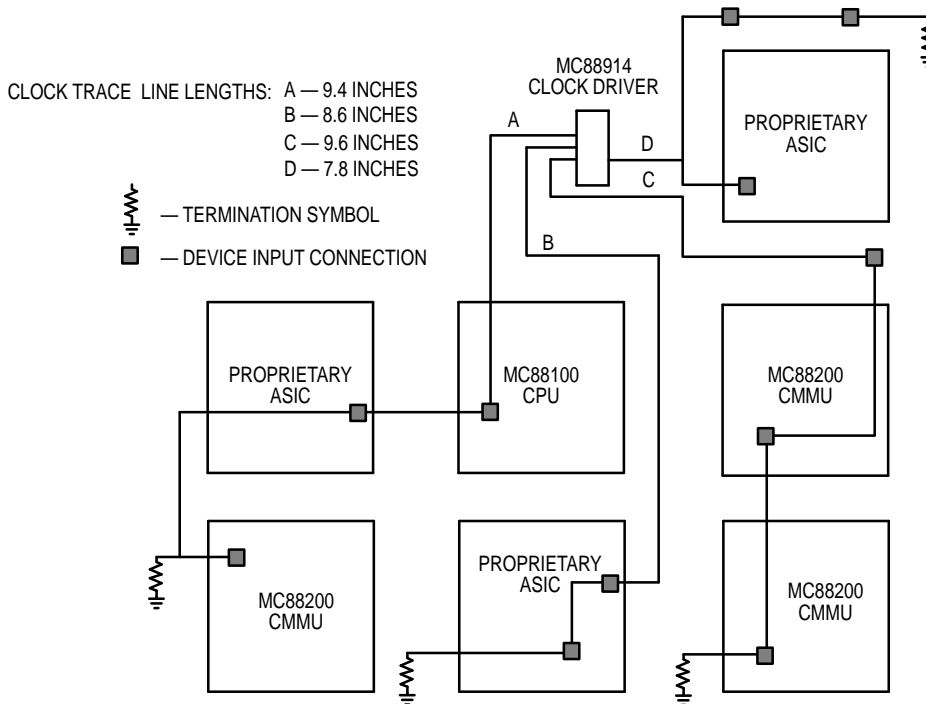 MC88914
CLOCK DRIVER
CLOCK TRACE LINE LENGTHS: A — 9.4 INCHES
B — 8.6 INCHES
C — 9.6 INCHES
D — 7.8 INCHES
— TERMINATION SYMBOL
— DEVICE INPUT CONNECTION
A
D
C
B
PROPRIETARY
ASIC
PROPRIETARY
ASIC
MC88100
CPU
MC88200
CMMU
MC88200
CMMU
PROPRIETARY
ASIC
MC88200
CMMU